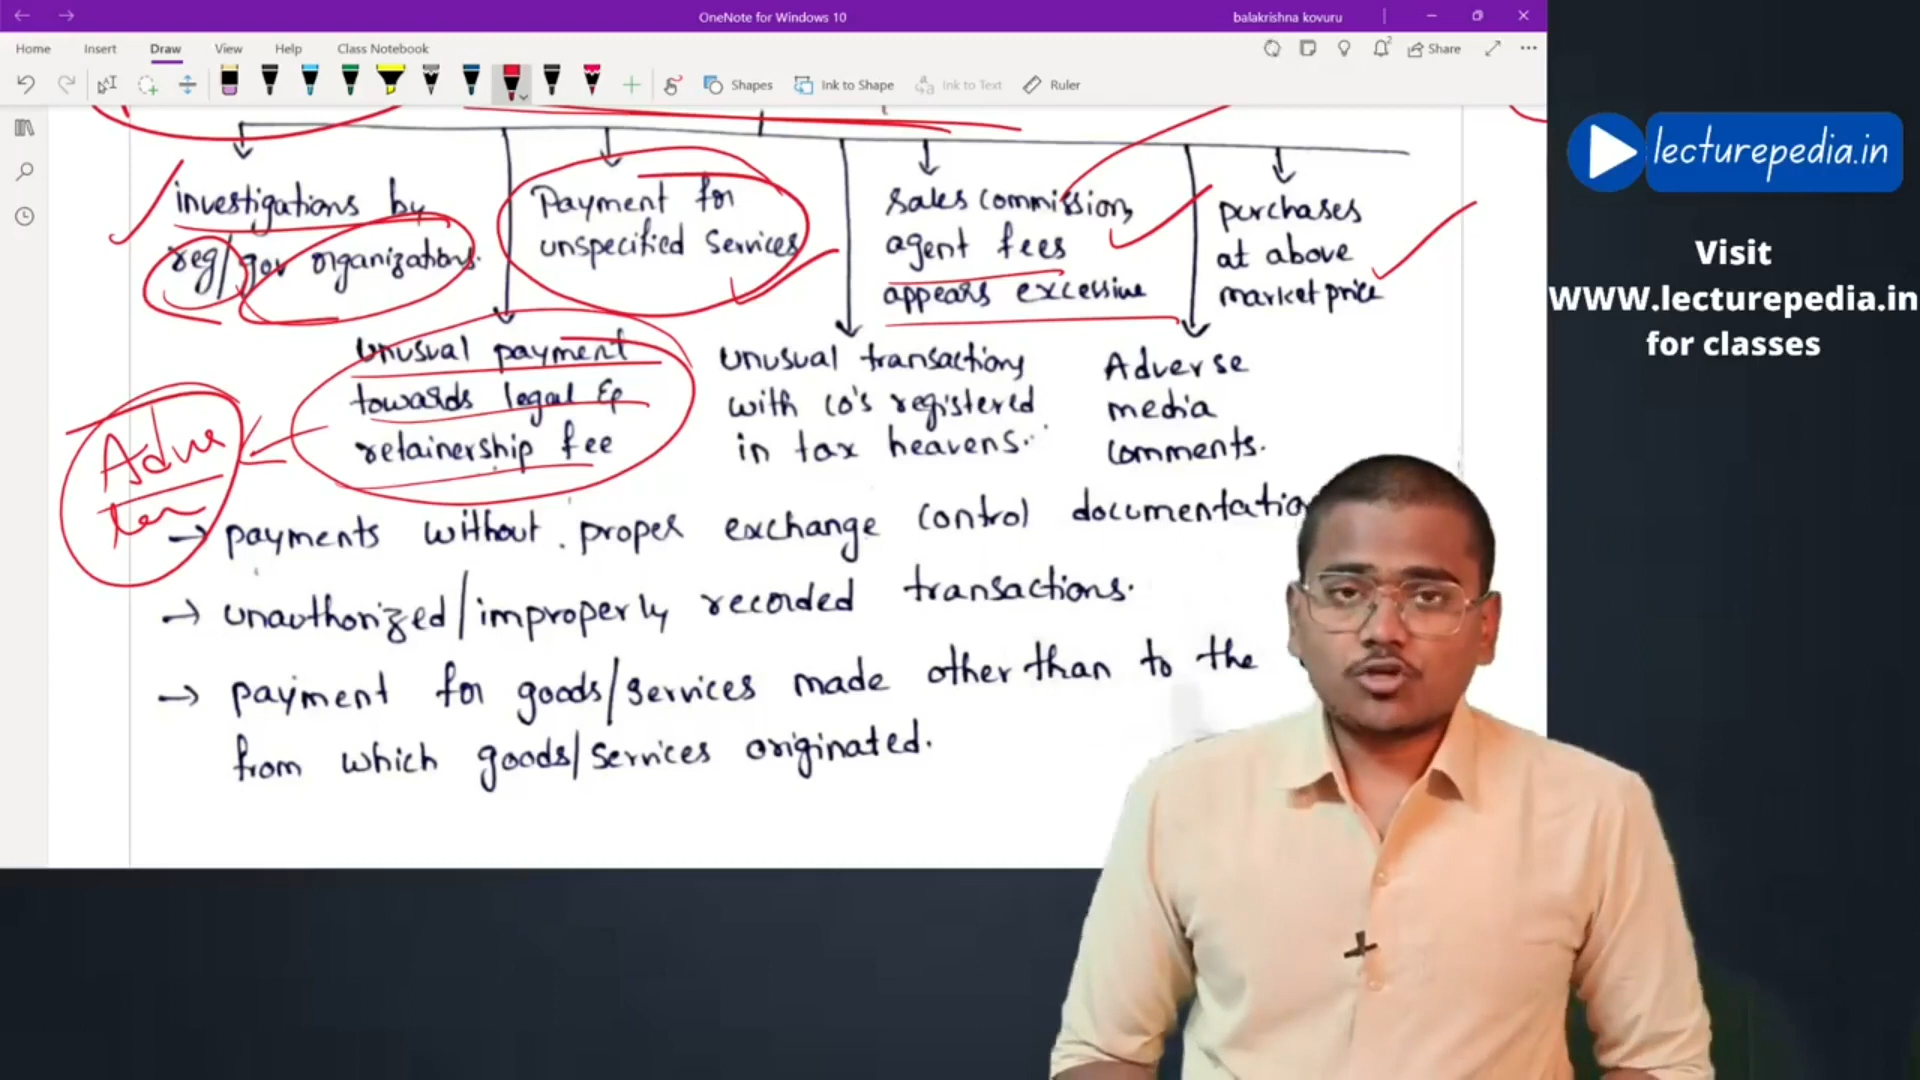 OneNote for Windows 10
balakrishna kovuru
Home Insert Draw View Help Class Notebook
Share
Shapes Ink to Shape Ink to Text Ruler
lecturepedia.in
Visit
WWW.lecturepedia.in
for classes
investigations by
reg/gov organizations.
Payment for
unspecified services
sales commission,
agent fees
appears excessive
purchases
at above
market price
unusual payment
towards legal &
retainership fee
unusual transactions
with co's registered
in tax heavens.
Adverse
media
comments.
→ payments without proper exchange control documentatio
→ unauthorized/improperly recorded transactions.
→ payment for goods/services made other than to the
from which goods/services originated.